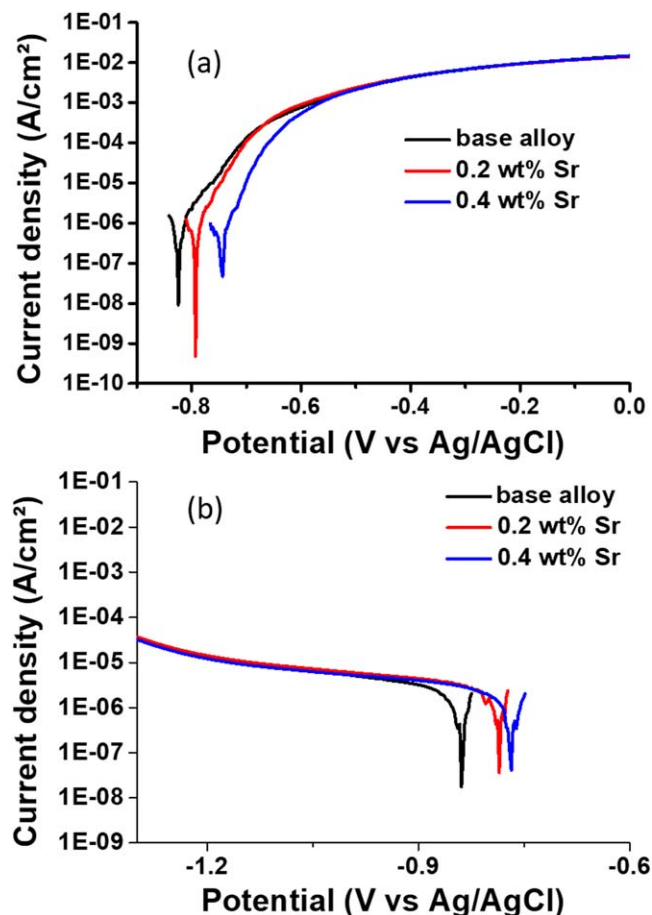 1E-01
(a)
1E-02
1E-03
1E-04
base alloy
1E-05
0.2 wt% Sr
1E-06
0.4 wt% Sr
1E-07
1E-08
1E-09
1E-10
Current density (A/cm²)
-0.8 -0.6 -0.4 -0.2 0.0
Potential (V vs Ag/AgCl)
1E-01
(b)
base alloy
1E-02
0.2 wt% Sr
1E-03
0.4 wt% Sr
1E-04
1E-05
1E-06
1E-07
1E-08
1E-09
Current density (A/cm²)
-1.2 -0.9 -0.6
Potential (V vs Ag/AgCl)